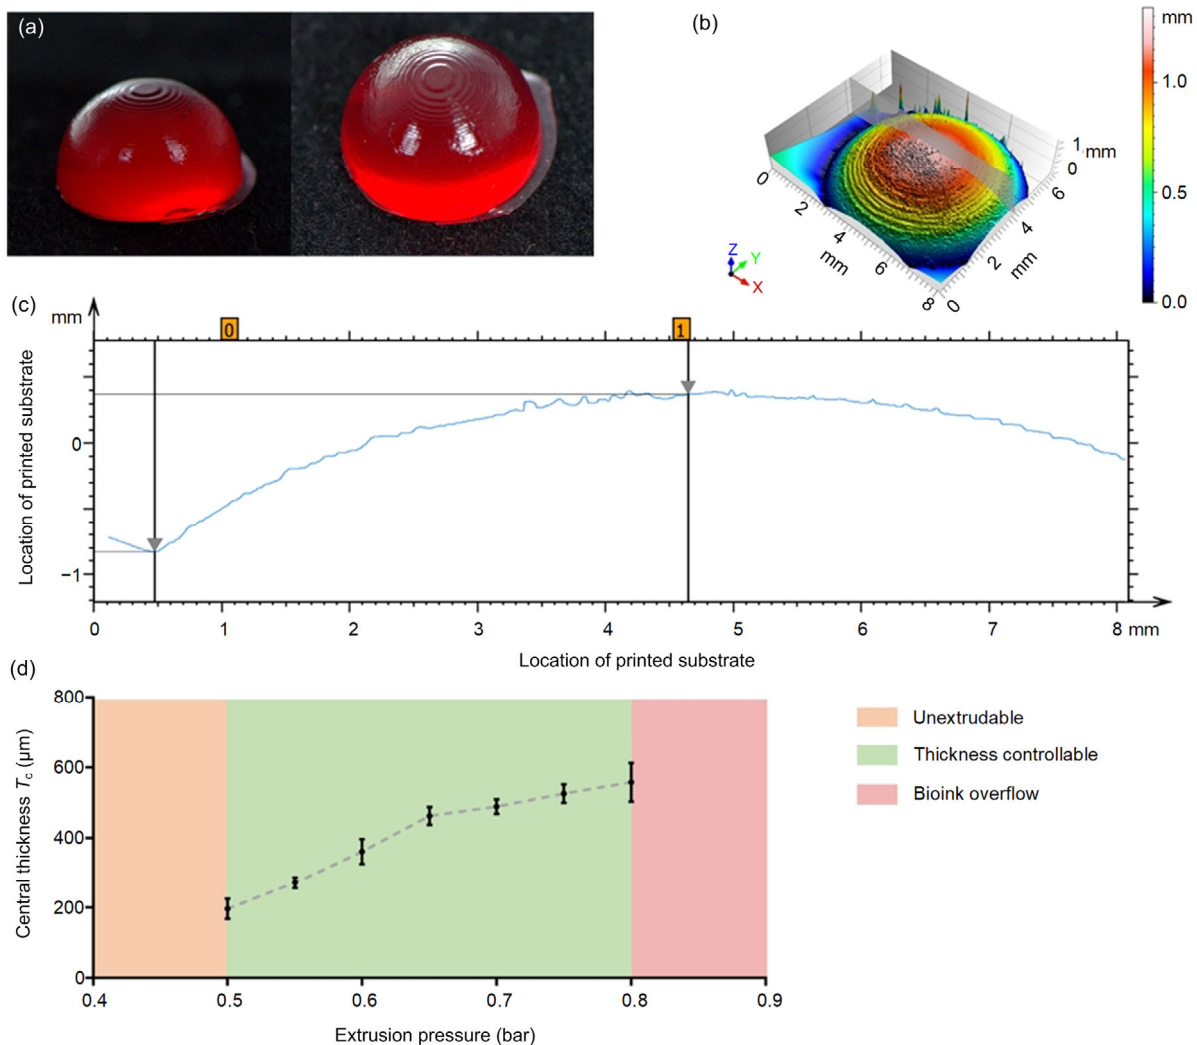 (a)
(b)
mm
1.0
0.5
0.0
1 mm
0
0
2
4
mm
6
8
0
2
mm
4
6
Z
Y
X
(c)
mm
0
1
Location of printed substrate
0
−1
0 1 2 3 4 5 6 7 8 mm
Location of printed substrate
(d)
Central thickness Tc (μm)
800
600
400
200
0
0.4 0.5 0.6 0.7 0.8 0.9
Extrusion pressure (bar)
Unextrudable
Thickness controllable
Bioink overflow